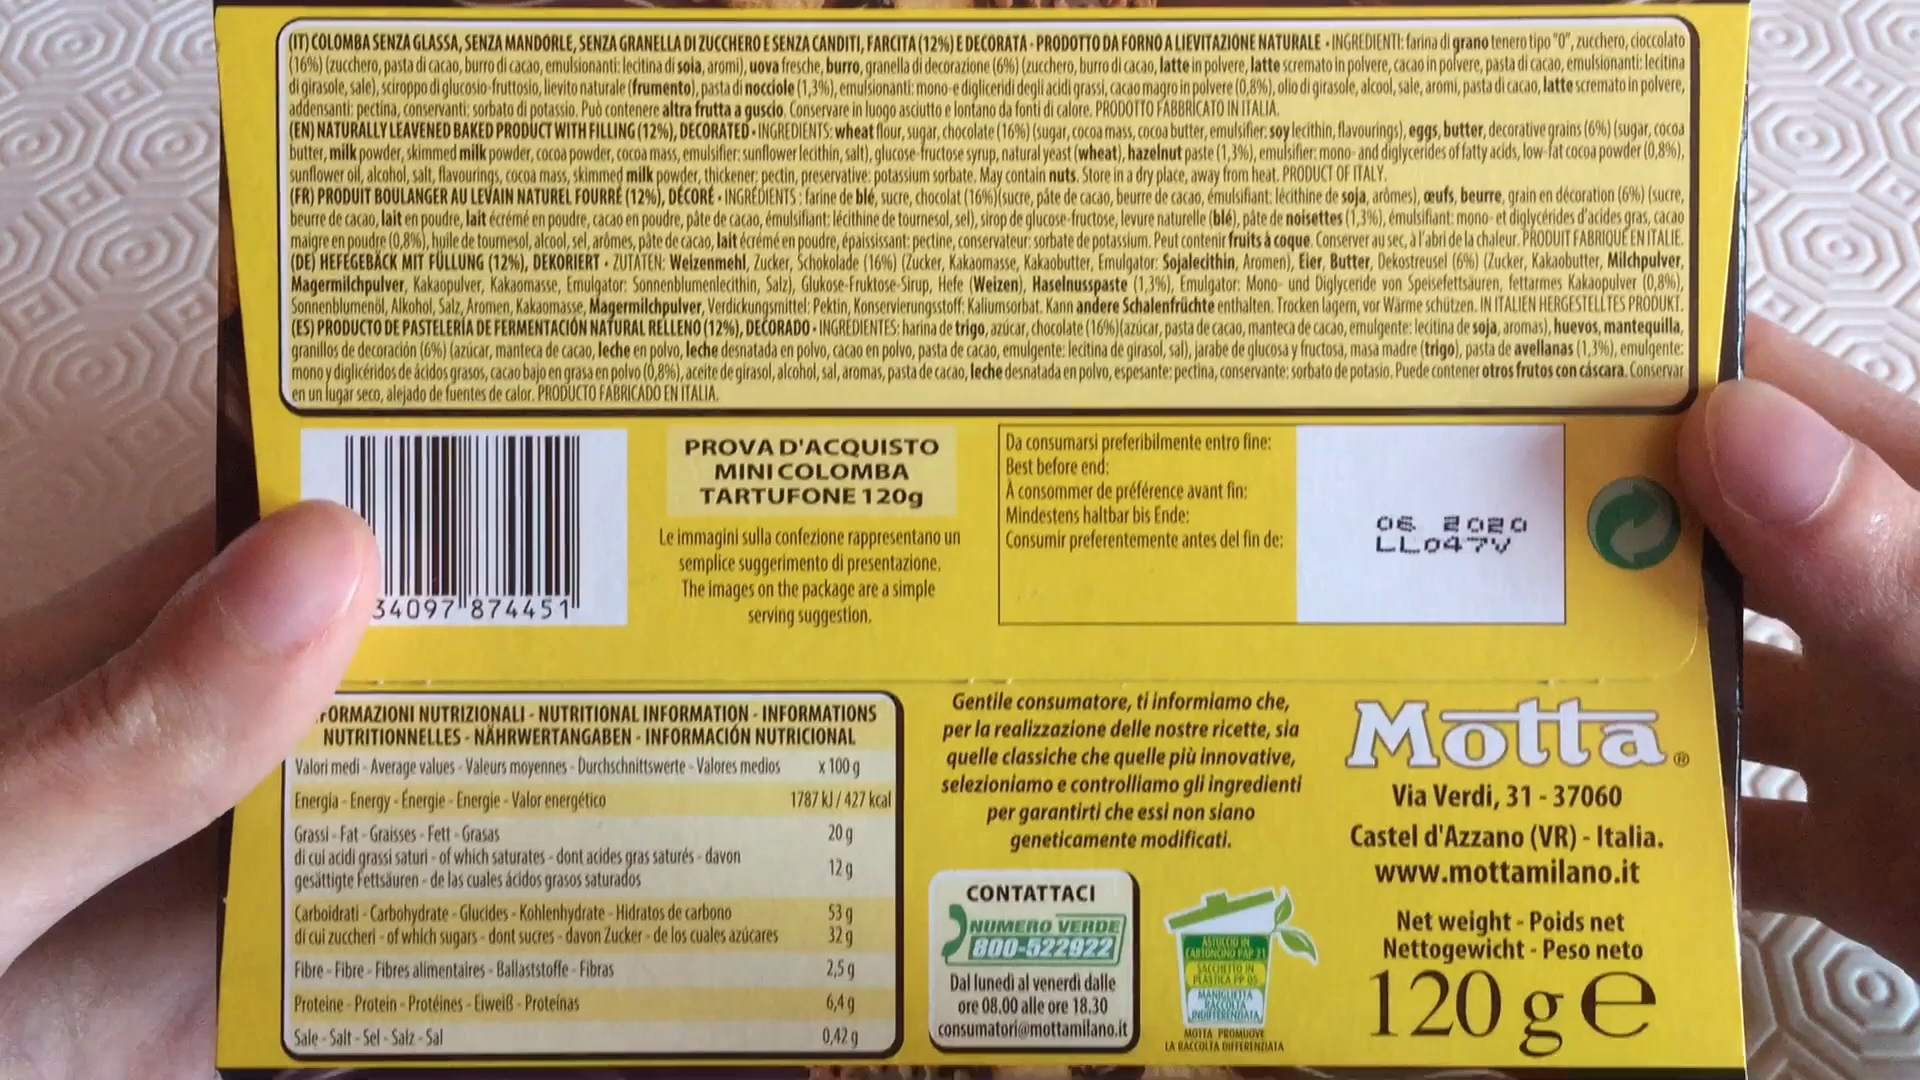 (IT) COLOMBA SENZA GLASSA, SENZA MANDORLE, SENZA GRANELLA DI ZUCCHERO E SENZA CANDITI, FARCITA (12%) E DECORATA - PRODOTTO DA FORNO A LIEVITAZIONE NATURALE • INGREDIENTI: farina di grano tenero tipo "0", zucchero, cioccolato
(16%) (zucchero, pasta di cacao, burro di cacao, emulsionanti: lecitina di soia, aromi), uova fresche, burro, granella di decorazione (6%) (zucchero, burro di cacao, latte in polvere, latte scremato in polvere, cacao in polvere, pasta di cacao, emulsionanti: lecitina
di girasole, sale), sciroppo di glucosio-fruttosio, lievito naturale (frumento), pasta di nocciole (1,3%), emulsionanti: mono-e digliceridi degli acidi grassi, cacao magro in polvere (0,8%), olio di girasole, alcool, sale, aromi, pasta di cacao, latte scremato in polvere,
addensanti: pectina, conservanti: sorbato di potassio. Può contenere altra frutta a guscio. Conservare in luogo asciutto e lontano da fonti di calore. PRODOTTO FABBRICATO IN ITALIA.
(EN) NATURALLY LEAVENED BAKED PRODUCT WITH FILLING (12%), DECORATED • INGREDIENTS: wheat flour, sugar, chocolate (16%) (sugar, cocoa mass, cocoa butter, emulsifier: soy lecithin, flavourings), eggs, butter, decorative grains (6%) (sugar, cocoa
butter, milk powder, skimmed milk powder, cocoa powder, cocoa mass, emulsifier: sunflower lecithin, salt), glucose-fructose syrup, natural yeast (wheat), hazelnut paste (1,3%), emulsifier: mono- and diglycerides of fatty acids, low-fat cocoa powder (0,8%),
sunflower oil, alcohol, salt, flavourings, cocoa mass, skimmed milk powder, thickener: pectin, preservative: potassium sorbate. May contain nuts. Store in a dry place, away from heat. PRODUCT OF ITALY.
(FR) PRODUIT BOULANGER AU LEVAIN NATUREL FOURRÉ (12%), DÉCORÉ • INGRÉDIENTS : farine de blé, sucre, chocolat (16%)(sucre, pâte de cacao, beurre de cacao, émulsifiant: lécithine de soja, arômes), œufs, beurre, grain en décoration (6%) (sucre,
beurre de cacao, lait en poudre, lait écrémé en poudre, cacao en poudre, pâte de cacao, émulsifiant: lécithine de tournesol, sel), sirop de glucose-fructose, levure naturelle (blé), pâte de noisettes (1,3%), émulsifiant: mono- et diglycérides d'acides gras, cacao
maigre en poudre (0,8%), huile de tournesol, alcool, sel, arômes, pâte de cacao, lait écrémé en poudre, épaississant: pectine, conservateur: sorbate de potassium. Peut contenir fruits à coque. Conserver au sec, à l'abri de la chaleur. PRODUIT FABRIQUÉ EN ITALIE.
(DE) HEFEGEBÄCK MIT FÜLLUNG (12%), DEKORIERT • ZUTATEN: Weizenmehl, Zucker, Schokolade (16%) (Zucker, Kakaomasse, Kakaobutter, Emulgator: Sojalecithin, Aromen), Eier, Butter, Dekostreusel (6%) (Zucker, Kakaobutter, Milchpulver,
Magermilchpulver, Kakaopulver, Kakaomasse, Emulgator: Sonnenblumenlecithin, Salz), Glukose-Fruktose-Sirup, Hefe (Weizen), Haselnusspaste (1,3%), Emulgator: Mono- und Diglyceride von Speisefettsäuren, fettarmes Kakaopulver (0,8%),
Sonnenblumenöl, Alkohol, Salz, Aromen, Kakaomasse, Magermilchpulver, Verdickungsmittel: Pektin, Konservierungsstoff: Kaliumsorbat. Kann andere Schalenfrüchte enthalten. Trocken lagern, vor Wärme schützen. IN ITALIEN HERGESTELLTES PRODUKT.
(ES) PRODUCTO DE PASTELERÍA DE FERMENTACIÓN NATURAL RELLENO (12%), DECORADO • INGREDIENTES: harina de trigo, azúcar, chocolate (16%)(azúcar, pasta de cacao, manteca de cacao, emulgente: lecitina de soja, aromas), huevos, mantequilla,
granillos de decoración (6%) (azúcar, manteca de cacao, leche en polvo, leche desnatada en polvo, cacao en polvo, pasta de cacao, emulgente: lecitina de girasol, sal), jarabe de glucosa y fructosa, masa madre (trigo), pasta de avellanas (1,3%), emulgente:
mono y diglicéridos de ácidos grasos, cacao bajo en grasa en polvo (0,8%), aceite de girasol, alcohol, sal, aromas, pasta de cacao, leche desnatada en polvo, espesante: pectina, conservante: sorbato de potasio. Puede contener otros frutos con cáscara. Conservar
en un lugar seco, alejado de fuentes de calor. PRODUCTO FABRICADO EN ITALIA.
34097 874451
PROVA D'ACQUISTO
MINI COLOMBA
TARTUFONE 120g
Le immagini sulla confezione rappresentano un
semplice suggerimento di presentazione.
The images on the package are a simple
serving suggestion.
Da consumarsi preferibilmente entro fine:
Best before end:
À consommer de préférence avant fin:
Mindestens haltbar bis Ende:
Consumir preferentemente antes del fin de:
06 2020
LL047V
FORMAZIONI NUTRIZIONALI - NUTRITIONAL INFORMATION - INFORMATIONS
NUTRITIONNELLES - NÄHRWERTANGABEN - INFORMACIÓN NUTRICIONAL
Valori medi - Average values - Valeurs moyennes - Durchschnittswerte - Valores medios x 100 g
Energia - Energy - Énergie - Energie - Valor energético 1787 kJ / 427 kcal
Grassi - Fat - Graisses - Fett - Grasas 20 g
di cui acidi grassi saturi - of which saturates - dont acides gras saturés - davon
gesättigte Fettsäuren - de las cuales ácidos grasos saturados 12 g
Carboidrati - Carbohydrate - Glucides - Kohlenhydrate - Hidratos de carbono 53 g
di cui zuccheri - of which sugars - dont sucres - davon Zucker - de los cuales azúcares 32 g
Fibre - Fibre - Fibres alimentaires - Ballaststoffe - Fibras 2,5 g
Proteine - Protein - Protéines - Eiweiß - Proteínas 6,4 g
Sale - Salt - Sel - Salz - Sal 0,42 g
Gentile consumatore, ti informiamo che,
per la realizzazione delle nostre ricette, sia
quelle classiche che quelle più innovative,
selezioniamo e controlliamo gli ingredienti
per garantirti che essi non siano
geneticamente modificati.
CONTATTACI
NUMERO VERDE
800-522922
Dal lunedì al venerdì dalle
ore 08.00 alle ore 18.30
consumatori@mottamilano.it
ASTUCCIO IN
CARTONCINO PAP 21
SACCHETTO IN
PLASTICA PP 05
MANIGLIETTA
RACCOLTA
INDIFFERENZIATA
MOTTA PROMUOVE
LA RACCOLTA DIFFERENZIATA
Motta®
Via Verdi, 31 - 37060
Castel d'Azzano (VR) - Italia.
www.mottamilano.it
Net weight - Poids net
Nettogewicht - Peso neto
120 g e